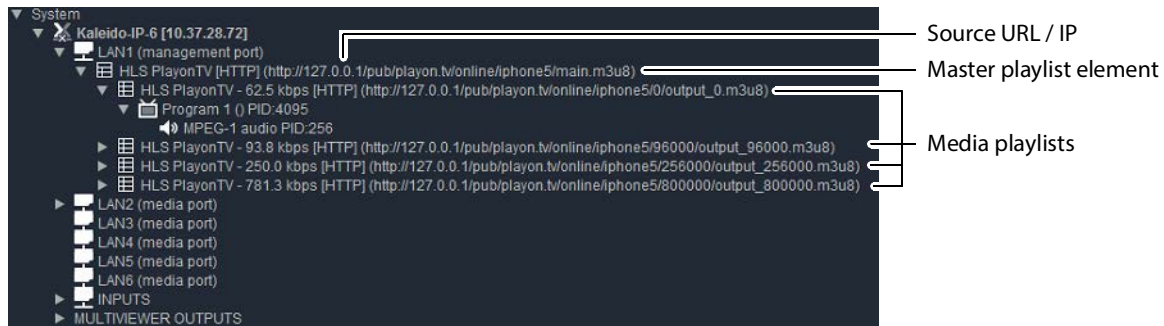 System
Kaleido-IP-6 [10.37.28.72]
Source URL / IP
LAN1 (management port)
HLS PlayonTV [HTTP] (http://127.0.0.1/pub/playon.tv/online/iphone5/main.m3u8)
Master playlist element
HLS PlayonTV - 62.5 kbps [HTTP] (http://127.0.0.1/pub/playon.tv/online/iphone5/0/output_0.m3u8)
Program 1 () PID:4095
MPEG-1 audio PID:256
HLS PlayonTV - 93.8 kbps [HTTP] (http://127.0.0.1/pub/playon.tv/online/iphone5/96000/output_96000.m3u8)
Media playlists
HLS PlayonTV - 250.0 kbps [HTTP] (http://127.0.0.1/pub/playon.tv/online/iphone5/256000/output_256000.m3u8)
HLS PlayonTV - 781.3 kbps [HTTP] (http://127.0.0.1/pub/playon.tv/online/iphone5/800000/output_800000.m3u8)
LAN2 (media port)
LAN3 (media port)
LAN4 (media port)
LAN5 (media port)
LAN6 (media port)
INPUTS
MULTIVIEWER OUTPUTS